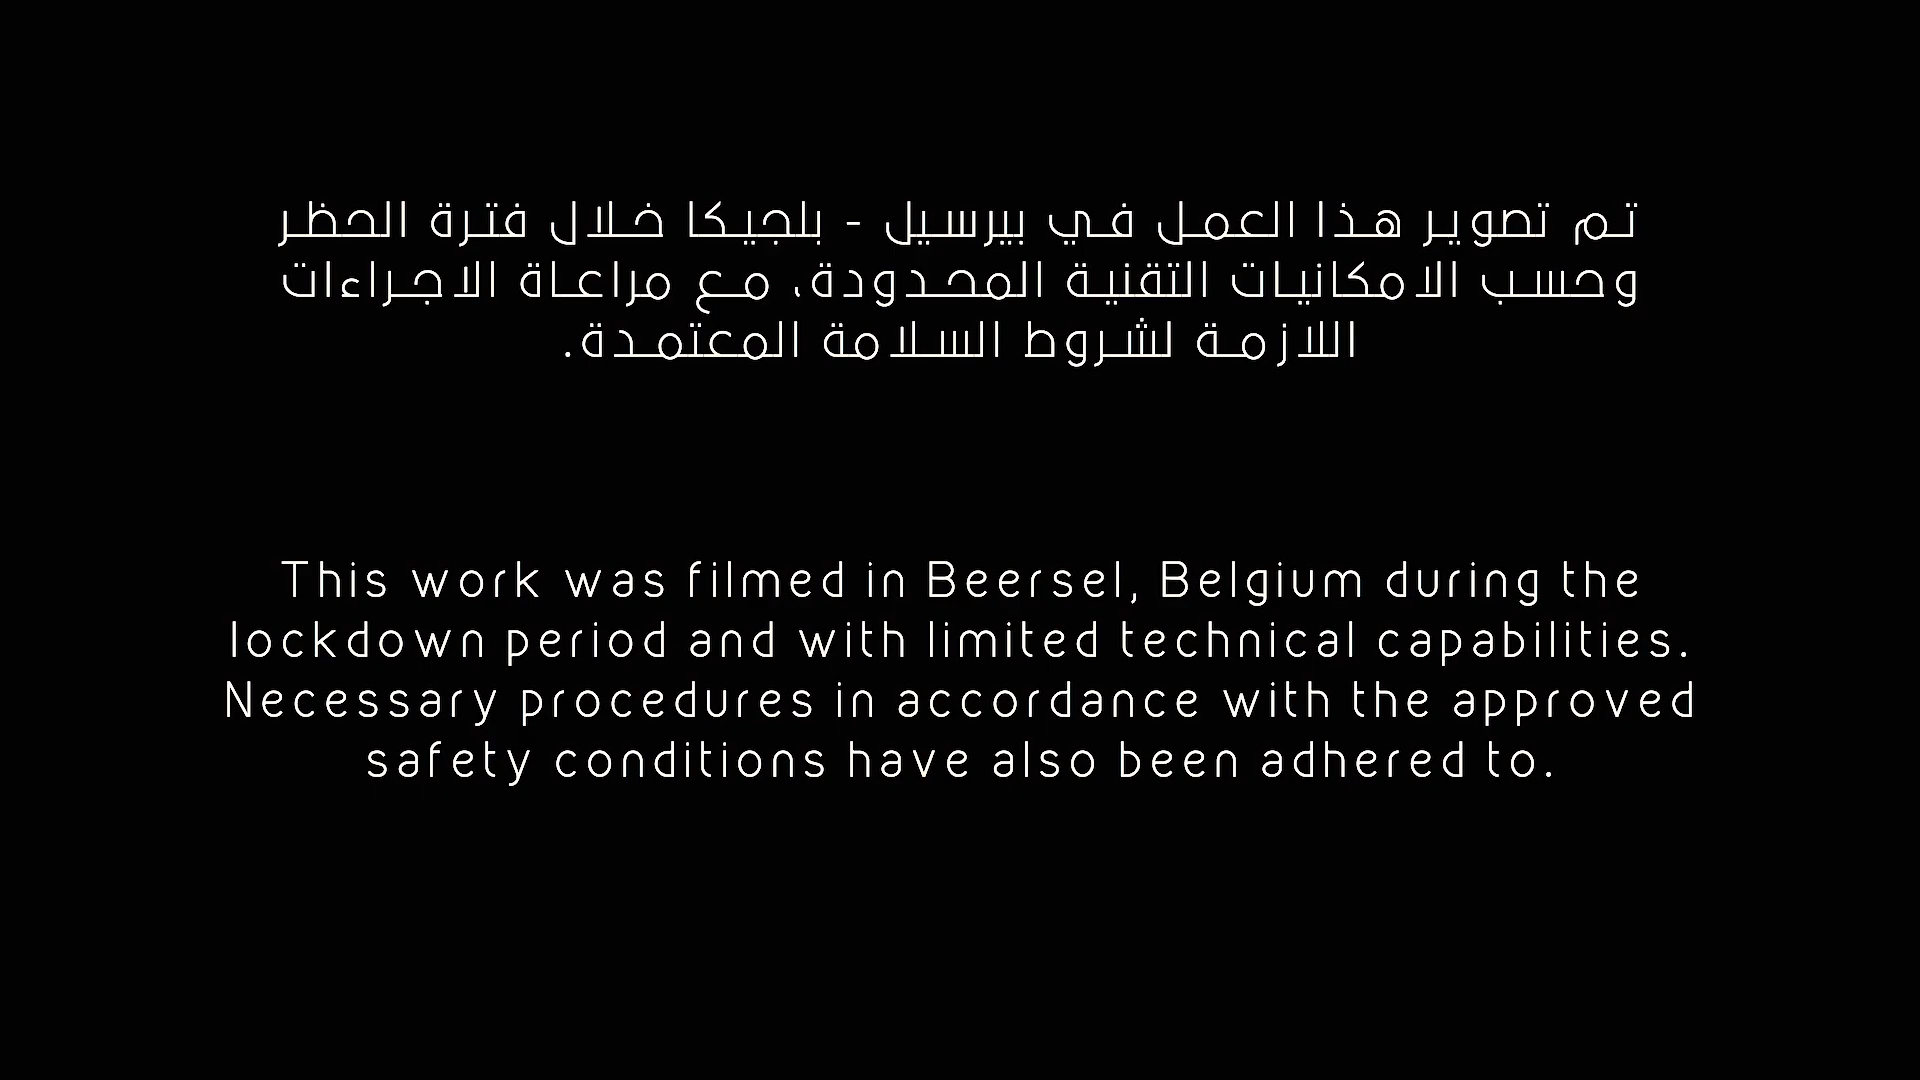 تم تصوير هذا العمل في بيرسيل - بلجيكا خلال فترة الحظر
وحسب الامكانيات التقنية المحدودة، مع مراعاة الاجراءات
اللازمة لشروط السلامة المعتمدة.
This work was filmed in Beersel, Belgium during the
lockdown period and with limited technical capabilities.
Necessary procedures in accordance with the approved
safety conditions have also been adhered to.